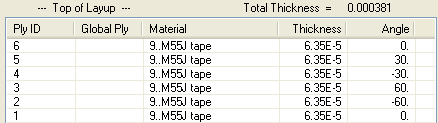 --- Top of Layup --- Total Thickness = 0.000381
Ply ID Global Ply Material Thickness Angle
6 9..M55J tape 6.35E-5 0.
5 9..M55J tape 6.35E-5 30.
4 9..M55J tape 6.35E-5 -30.
3 9..M55J tape 6.35E-5 60.
2 9..M55J tape 6.35E-5 -60.
1 9..M55J tape 6.35E-5 0.